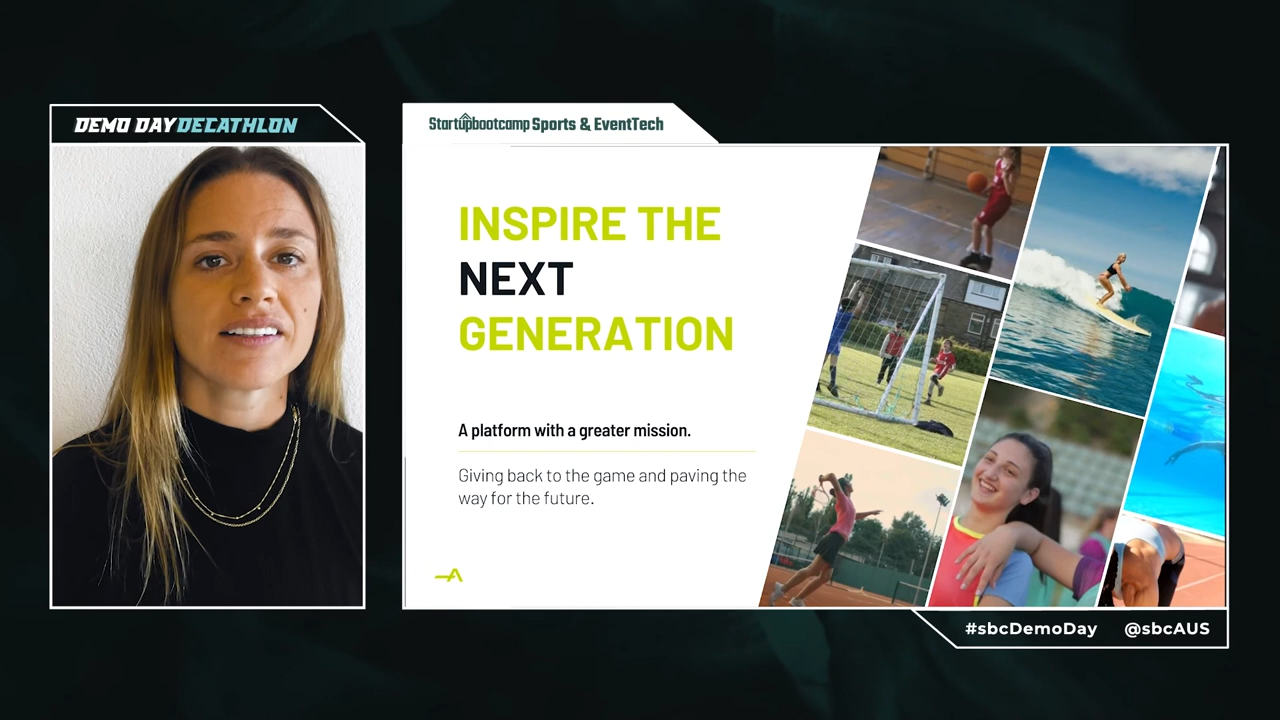 DEMO DAY DECATHLON
Startupbootcamp Sports & EventTech
INSPIRE THE
NEXT
GENERATION
A platform with a greater mission.
Giving back to the game and paving the
way for the future.
#sbcDemoDay @sbcAUS